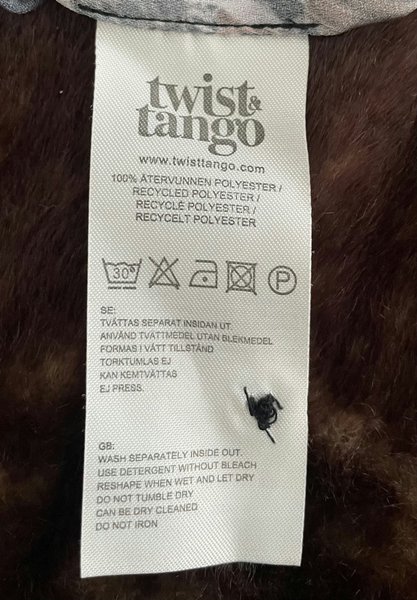 twist&
tango
www.twisttango.com
100% ÅTERVUNNEN POLYESTER /
RECYCLED POLYESTER /
RECYCLÉ POLYESTER /
RECYCELT POLYESTER
30°
P
SE:
TVÄTTAS SEPARAT INSIDAN UT.
ANVÄND TVÄTTMEDEL UTAN BLEKMEDEL
FORMAS I VÅTT TILLSTÅND
TORKTUMLAS EJ
KAN KEMTVÄTTAS
EJ PRESS.
GB:
WASH SEPARATELY INSIDE OUT.
USE DETERGENT WITHOUT BLEACH
RESHAPE WHEN WET AND LET DRY
DO NOT TUMBLE DRY
CAN BE DRY CLEANED
DO NOT IRON